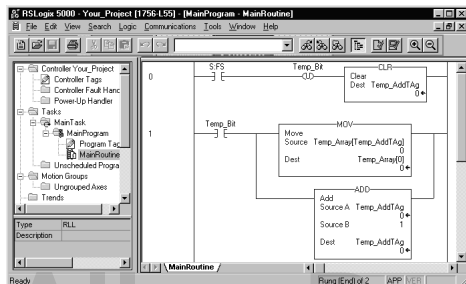 RSLogix 5000 - Your_Project [1756-L55] - [MainProgram - MainRoutine]
File Edit View Search Logic Communications Tools Window Help
Controller Your_Project
Controller Tags
Controller Fault Hanc
Power-Up Handler
Tasks
MainTask
MainProgram
Program Tag
MainRoutine
Unscheduled Progra
Motion Groups
Ungrouped Axes
Trends
Type RLL
Description
0
S:FS
Temp_Bit
CLR
Clear
Dest Temp_AddTAg
0
1
Temp_Bit
MOV
Move
Source Temp_Array[Temp_AddTAg]
0
Dest Temp_Array[0]
0
ADD
Add
Source A Temp_AddTAg
0
Source B 1
Dest Temp_AddTAg
0
MainRoutine
Ready
Rung (End) of 2 APP VER